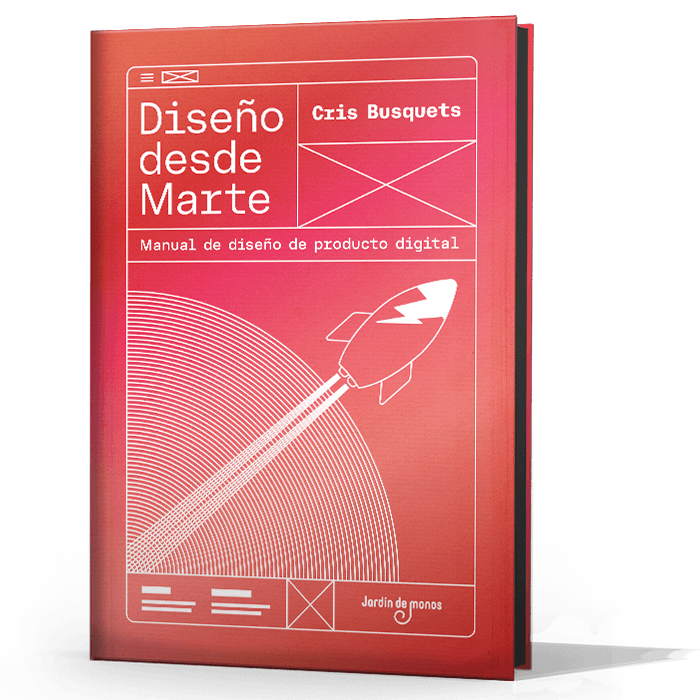 Diseño
desde
Marte
Cris Busquets
Manual de diseño de producto digital
Jardín de monos